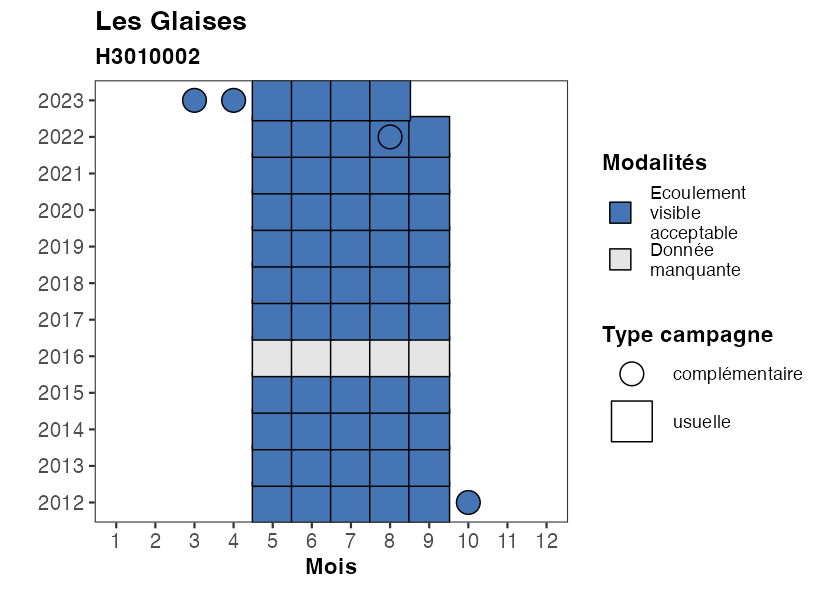 Les Glaises
H3010002
2023
2022
2021
2020
2019
2018
2017
2016
2015
2014
2013
2012
1 2 3 4 5 6 7 8 9 10 11 12
Mois
Modalités
Ecoulement
visible
acceptable
Donnée
manquante
Type campagne
complémentaire
usuelle